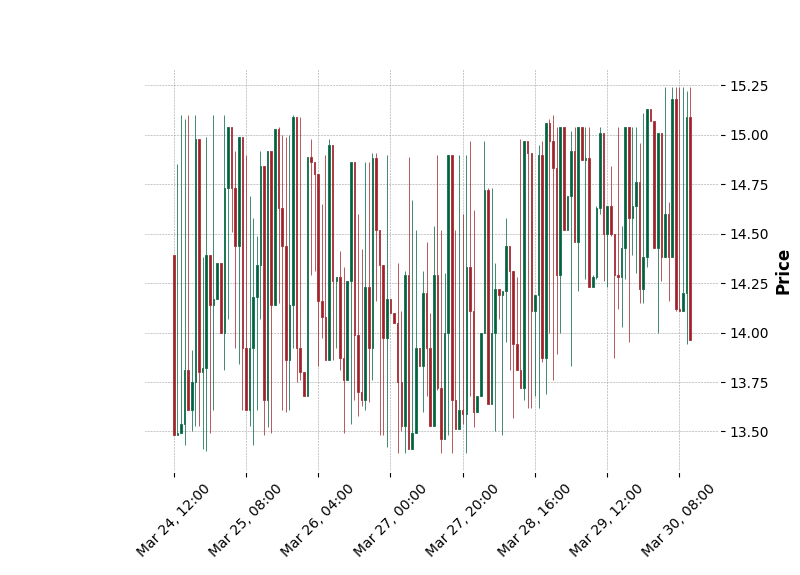 15.25
15.00
14.75
14.50
14.25
14.00
13.75
13.50
Price
Mar 24, 12:00
Mar 25, 08:00
Mar 26, 04:00
Mar 27, 00:00
Mar 27, 20:00
Mar 28, 16:00
Mar 29, 12:00
Mar 30, 08:00